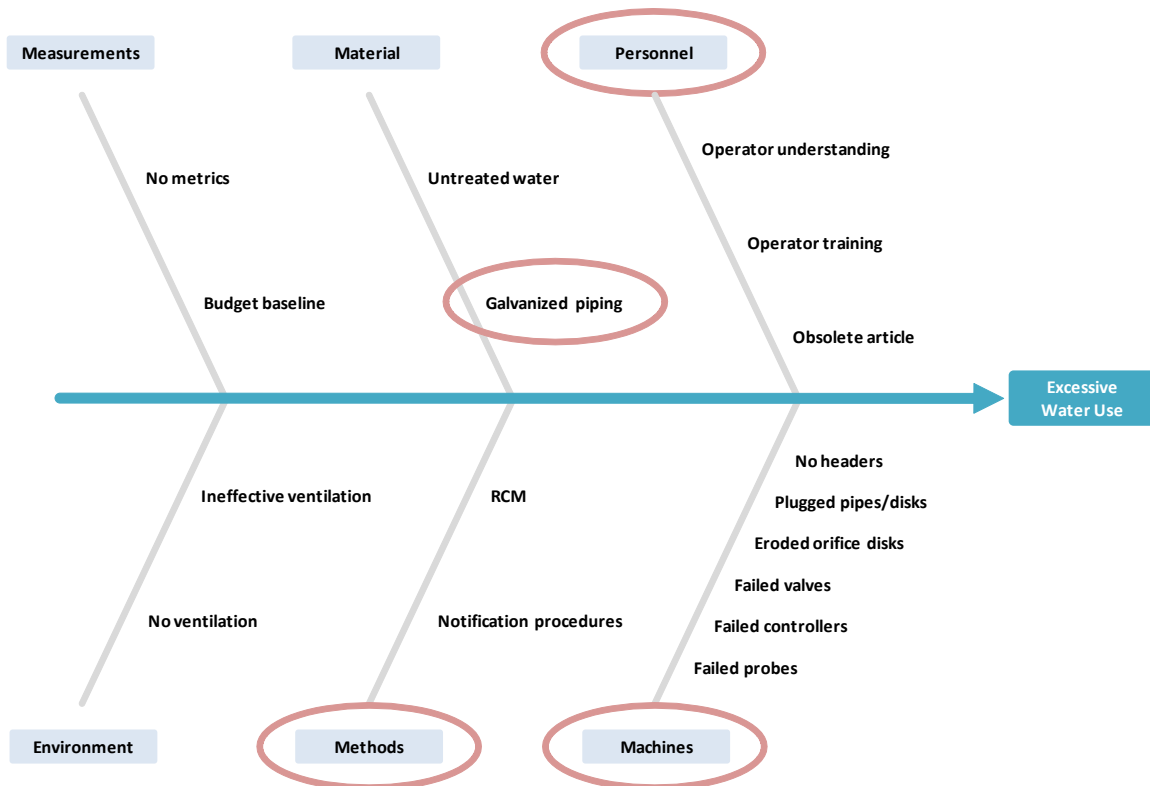 Measurements
Material
Personnel
Operator understanding
No metrics
Untreated water
Operator training
Budget baseline
Galvanized piping
Obsolete article
Excessive
Water Use
No headers
Ineffective ventilation
RCM
Plugged pipes/disks
Eroded orifice disks
Failed valves
No ventilation
Notification procedures
Failed controllers
Failed probes
Environment
Methods
Machines